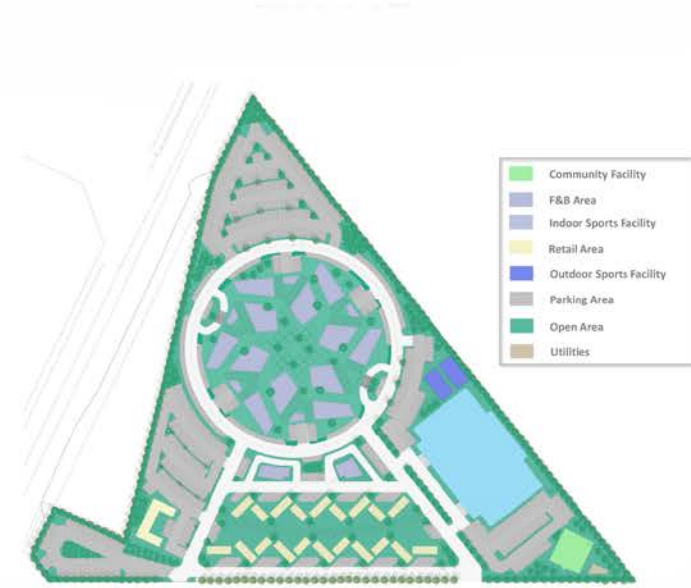 Community Facility
F&B Area
Indoor Sports Facility
Retail Area
Outdoor Sports Facility
Parking Area
Open Area
Utilities